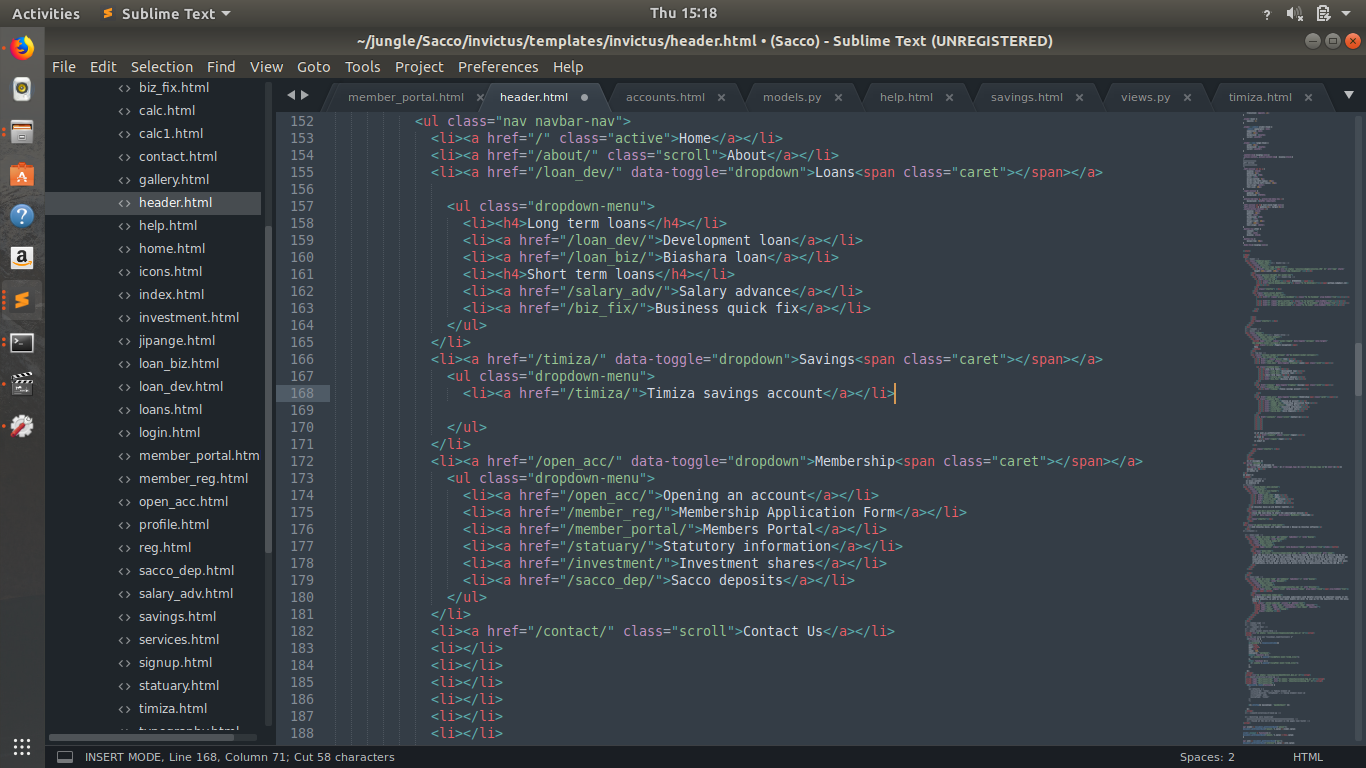 Activities
Sublime Text
Thu 15:18
~/jungle/Sacco/invictus/templates/invictus/header.html • (Sacco) - Sublime Text (UNREGISTERED)
File Edit Selection Find View Goto Tools Project Preferences Help
biz_fix.html
calc.html
calc1.html
contact.html
gallery.html
header.html
help.html
home.html
icons.html
index.html
investment.html
jipange.html
loan_biz.html
loan_dev.html
loans.html
login.html
member_portal.htm
member_reg.html
open_acc.html
profile.html
reg.html
sacco_dep.html
salary_adv.html
savings.html
services.html
signup.html
statuary.html
timiza.html
member_portal.html × header.html • accounts.html × models.py × help.html × savings.html × views.py × timiza.html ×
152 <ul class="nav navbar-nav">
153 <li><a href="/" class="active">Home</a></li>
154 <li><a href="/about/" class="scroll">About</a></li>
155 <li><a href="/loan_dev/" data-toggle="dropdown">Loans<span class="caret"></span></a>
156
157 <ul class="dropdown-menu">
158 <li><h4>Long term loans</h4></li>
159 <li><a href="/loan_dev/">Development loan</a></li>
160 <li><a href="/loan_biz/">Biashara loan</a></li>
161 <li><h4>Short term loans</h4></li>
162 <li><a href="/salary_adv/">Salary advance</a></li>
163 <li><a href="/biz_fix/">Business quick fix</a></li>
164 </ul>
165 </li>
166 <li><a href="/timiza/" data-toggle="dropdown">Savings<span class="caret"></span></a>
167 <ul class="dropdown-menu">
168 <li><a href="/timiza/">Timiza savings account</a></li>
169
170 </ul>
171 </li>
172 <li><a href="/open_acc/" data-toggle="dropdown">Membership<span class="caret"></span></a>
173 <ul class="dropdown-menu">
174 <li><a href="/open_acc/">Opening an account</a></li>
175 <li><a href="/member_reg/">Membership Application Form</a></li>
176 <li><a href="/member_portal/">Members Portal</a></li>
177 <li><a href="/statuary/">Statutory information</a></li>
178 <li><a href="/investment/">Investment shares</a></li>
179 <li><a href="/sacco_dep/">Sacco deposits</a></li>
180 </ul>
181 </li>
182 <li><a href="/contact/" class="scroll">Contact Us</a></li>
183 <li></li>
184 <li></li>
185 <li></li>
186 <li></li>
187 <li></li>
188 <li></li>
INSERT MODE, Line 168, Column 71; Cut 58 characters
Spaces: 2
HTML